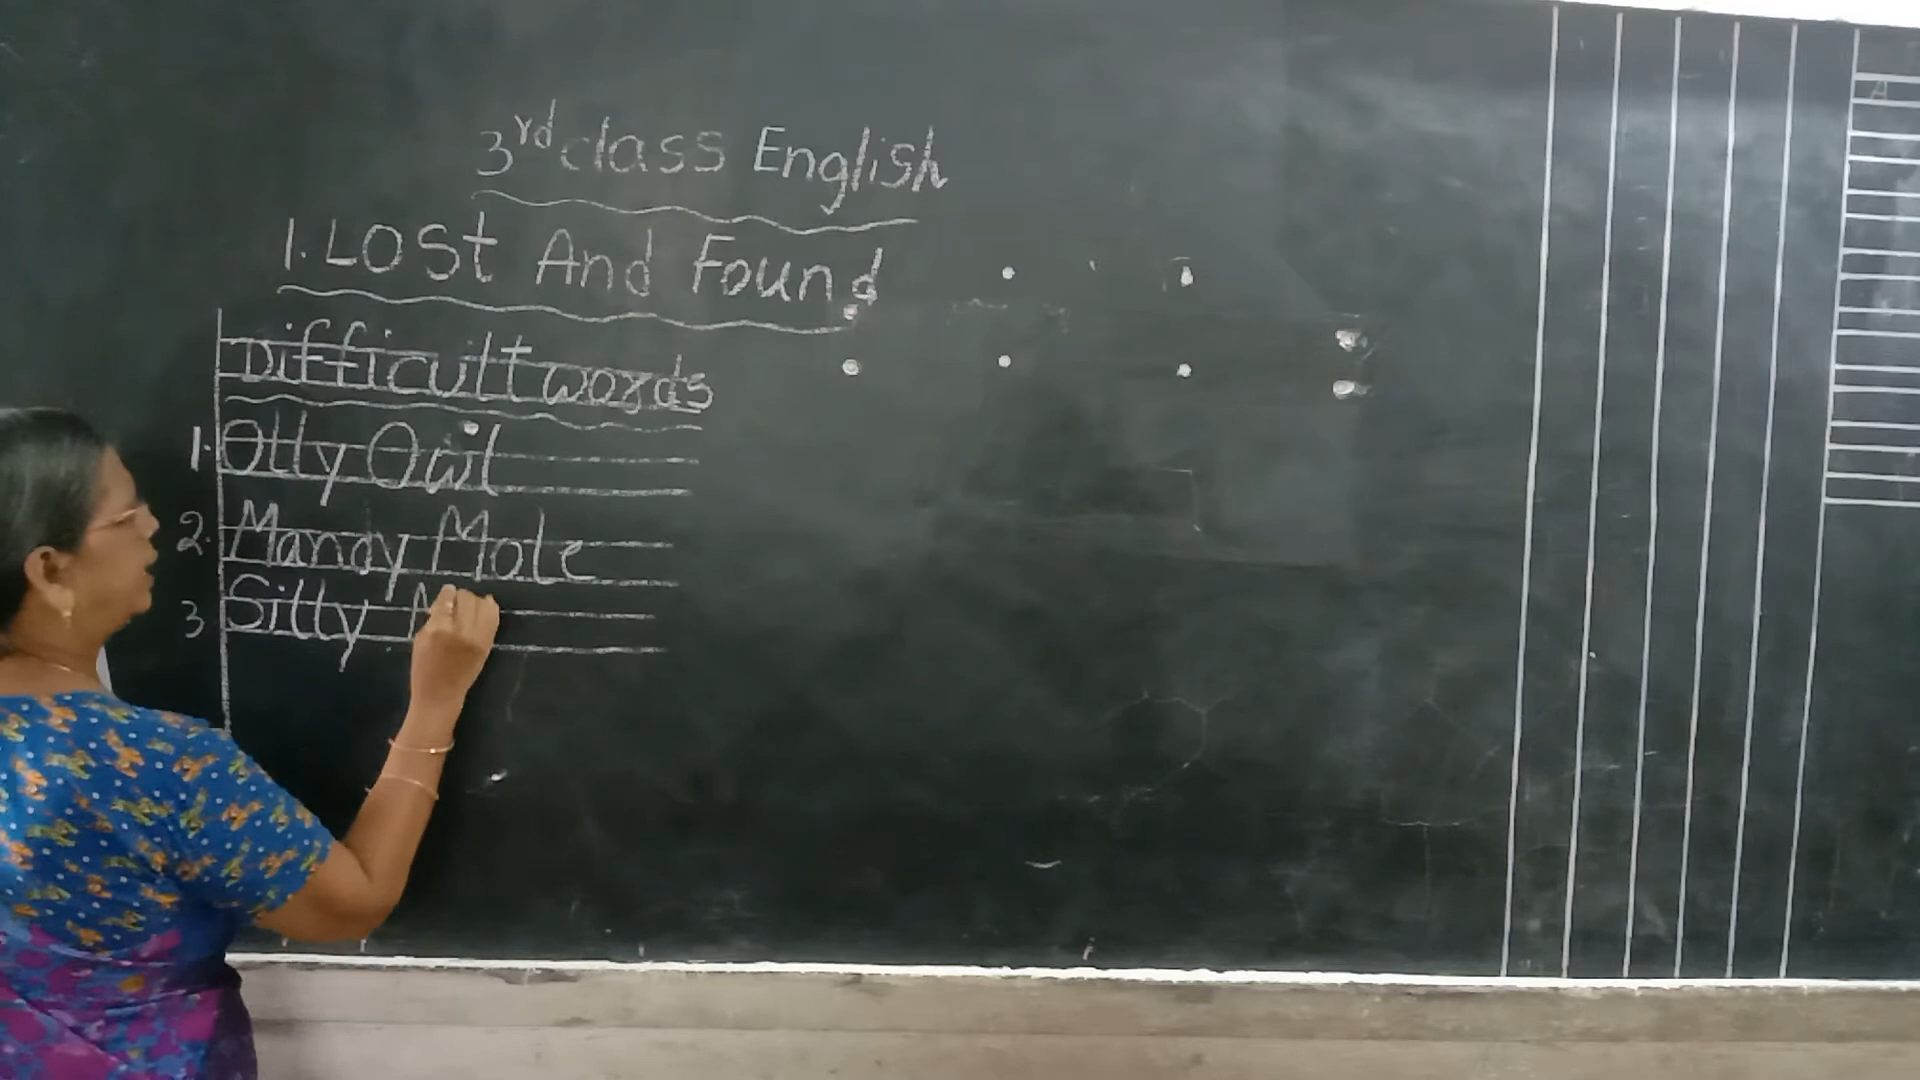 3rd class English
1. LOSt And Found
Difficult words
1. Olly Owl
2. Mandy Mole
3 Silly
A